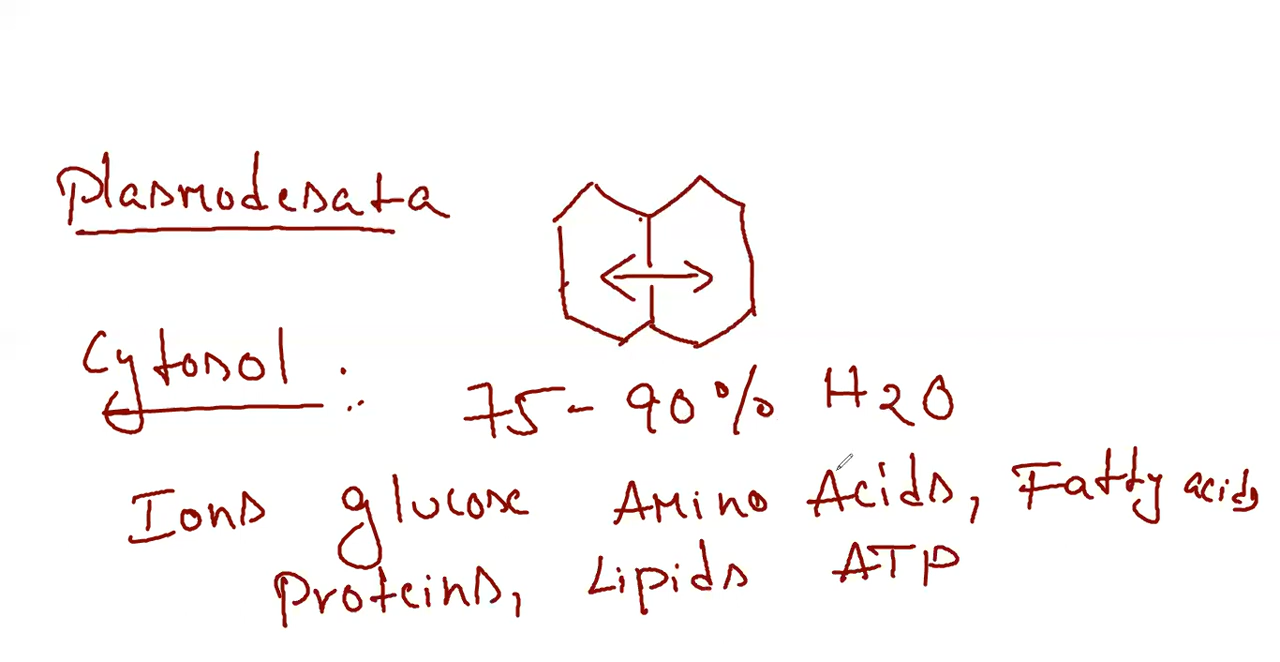 Plasmodesata
Cytosol :
75 - 90% H2O
Ions glucose Amino Acids, Fatty acids
Proteins, Lipids ATP